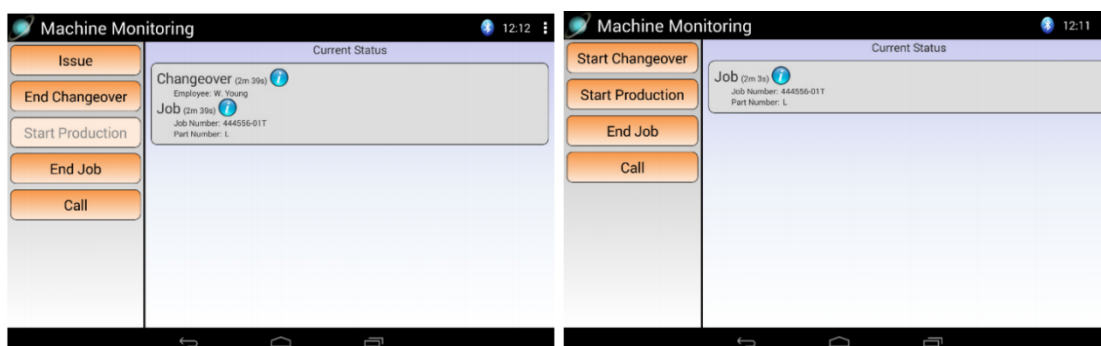 Machine Monitoring
12:12
Issue
End Changeover
Start Production
End Job
Call
Current Status
Changeover (2m 39s)
Employee: W. Young
Job (2m 39s)
Job Number: 444556-01T
Part Number: L
Machine Monitoring
12:11
Start Changeover
Start Production
End Job
Call
Current Status
Job (2m 3s)
Job Number: 444556-01T
Part Number: L